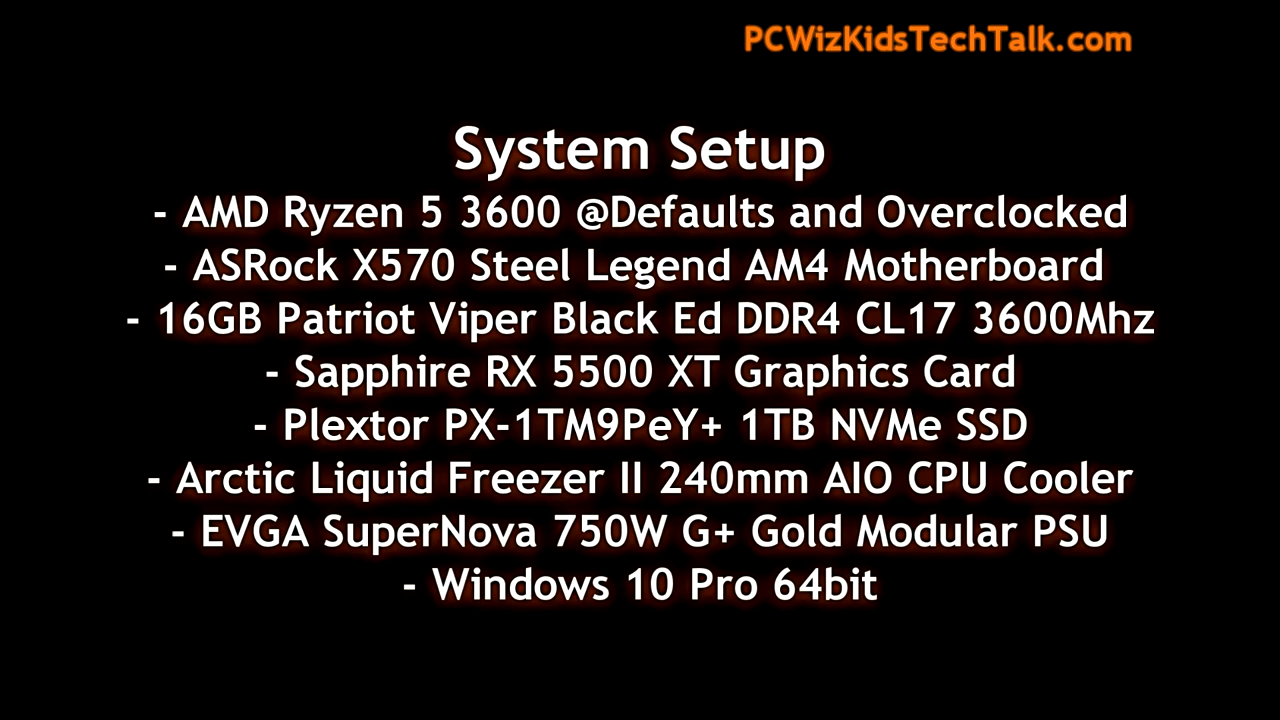 PCWizKidsTechTalk.com
System Setup
- AMD Ryzen 5 3600 @Defaults and Overclocked
- ASRock X570 Steel Legend AM4 Motherboard
- 16GB Patriot Viper Black Ed DDR4 CL17 3600Mhz
- Sapphire RX 5500 XT Graphics Card
- Plextor PX-1TM9PeY+ 1TB NVMe SSD
- Arctic Liquid Freezer II 240mm AIO CPU Cooler
- EVGA SuperNova 750W G+ Gold Modular PSU
- Windows 10 Pro 64bit